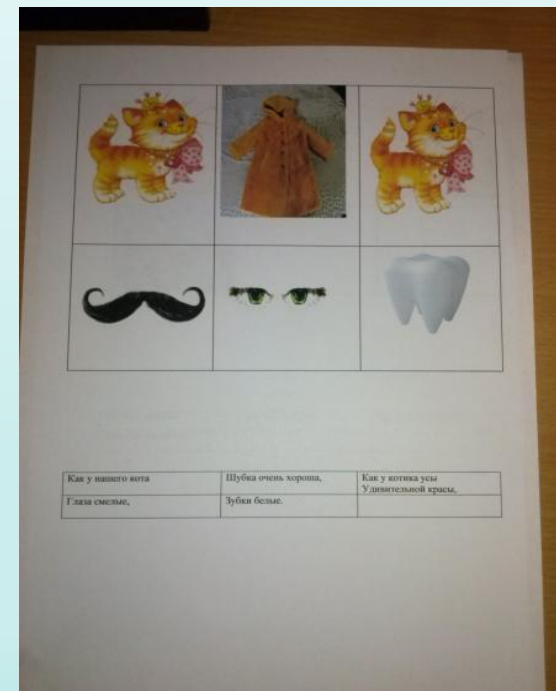 Как у нашего кота
Шубка очень хороша,
Как у котика усы
Удивительной красы,
Глаза смелые,
Зубки белые.